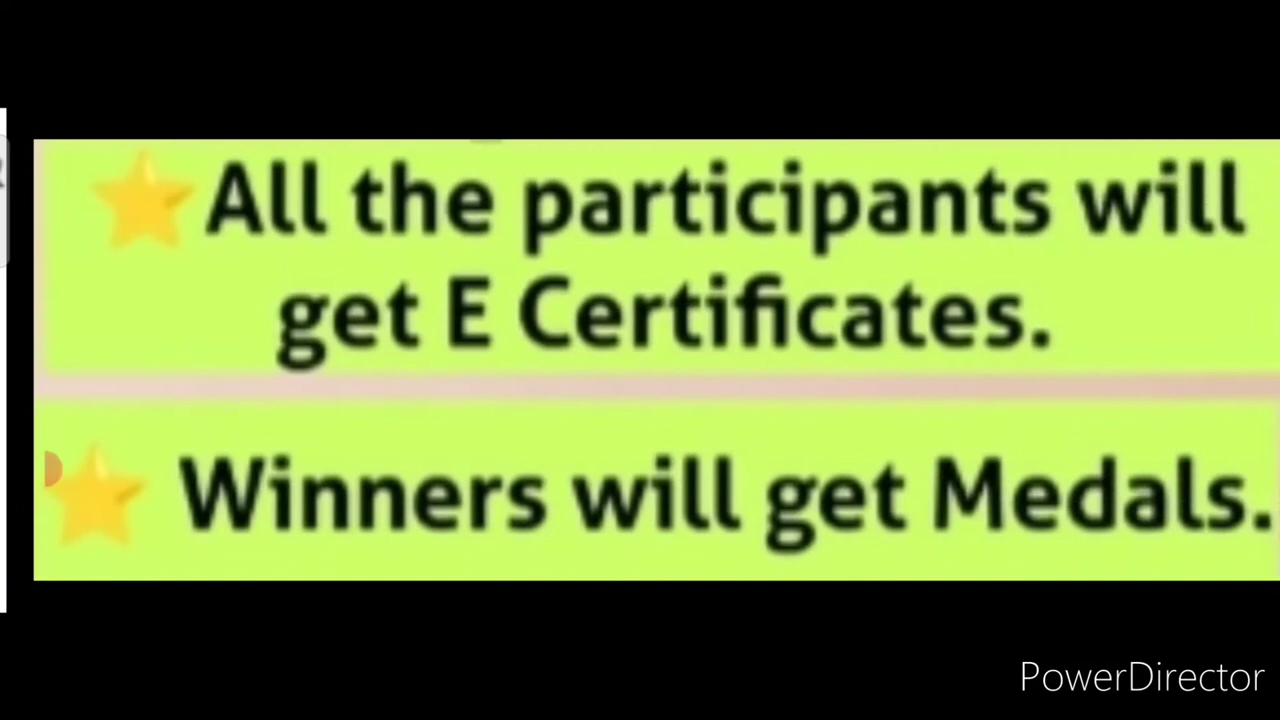 All the participants will
get E Certificates.
Winners will get Medals.
PowerDirector